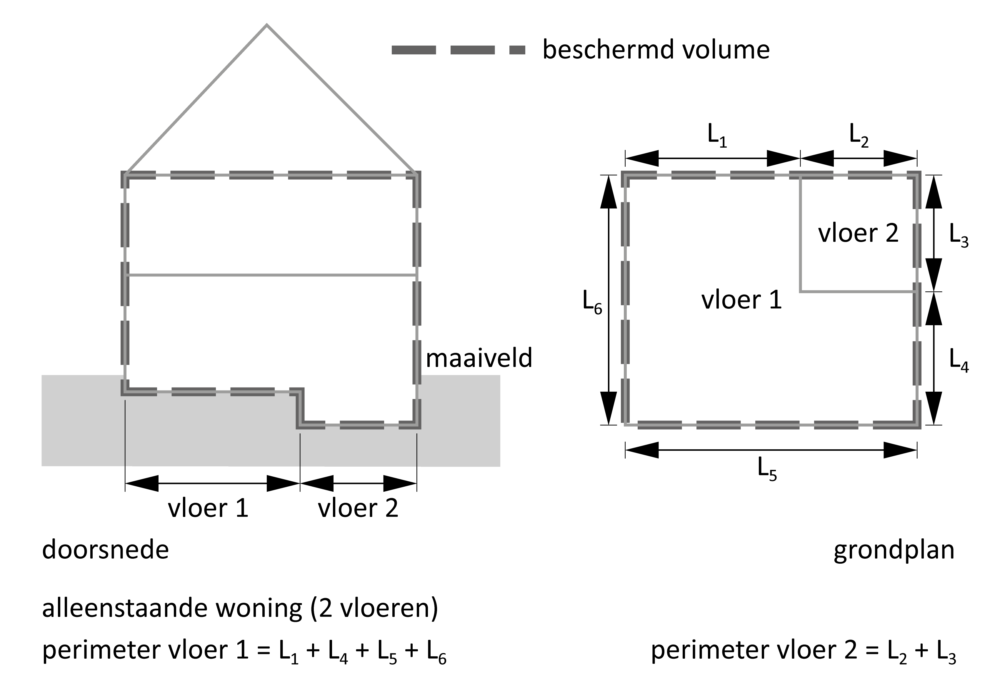 beschermd volume
L1
L2
vloer 2
L3
L6
vloer 1
maaiveld
L4
L5
vloer 1
vloer 2
doorsnede
grondplan
alleenstaande woning (2 vloeren)
perimeter vloer 1 = L1 + L4 + L5 + L6
perimeter vloer 2 = L2 + L3